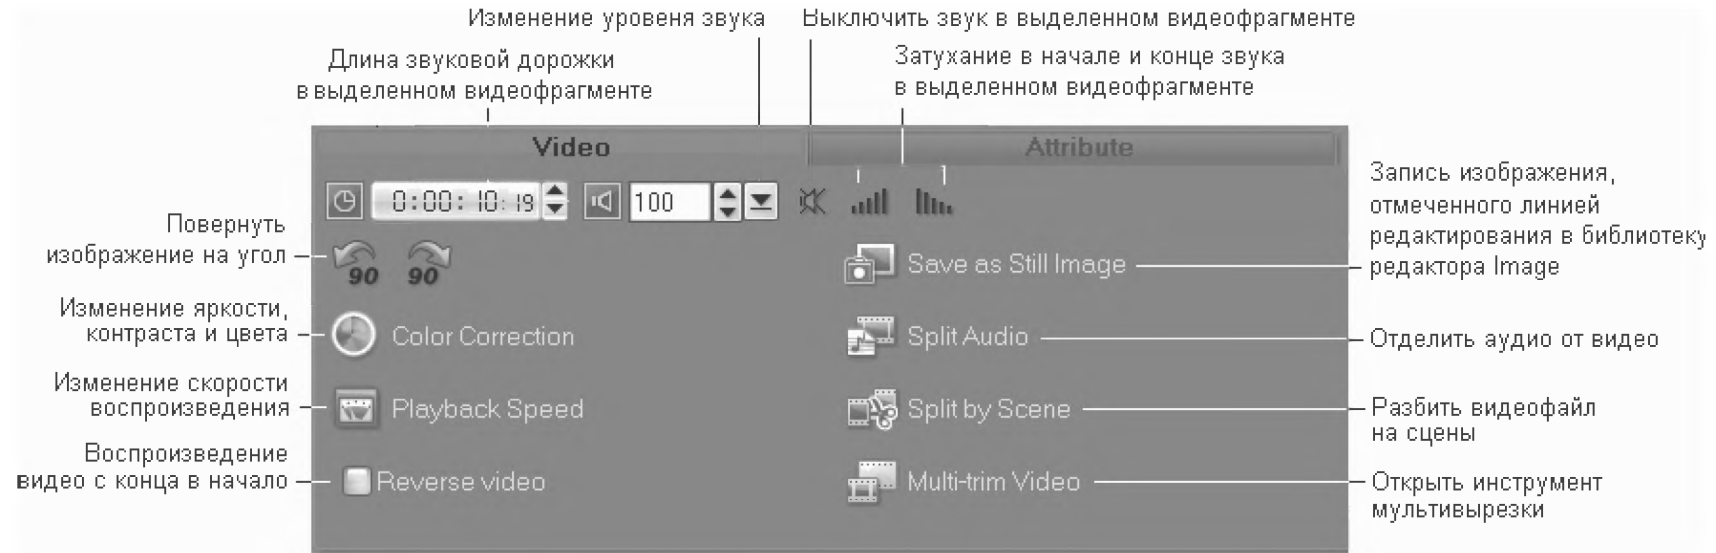 Изменение уровеня звука
Выключить звук в выделенном видеофрагменте
Длина звуковой дорожки
в выделенном видеофрагменте
Затухание в начале и конце звука
в выделенном видеофрагменте
Video
Attribute
0:00:10:19
100
Повернуть
изображение на угол
90
90
Изменение яркости,
контраста и цвета
Color Correction
Изменение скорости
воспроизведения
Playback Speed
Воспроизведение
видео с конца в начало
Reverse video
Save as Still Image
Запись изображения,
отмеченного линией
редактирования в библиотеку
редактора Image
Split Audio
Отделить аудио от видео
Split by Scene
Разбить видеофайл
на сцены
Multi-trim Video
Открыть инструмент
мультивырезки